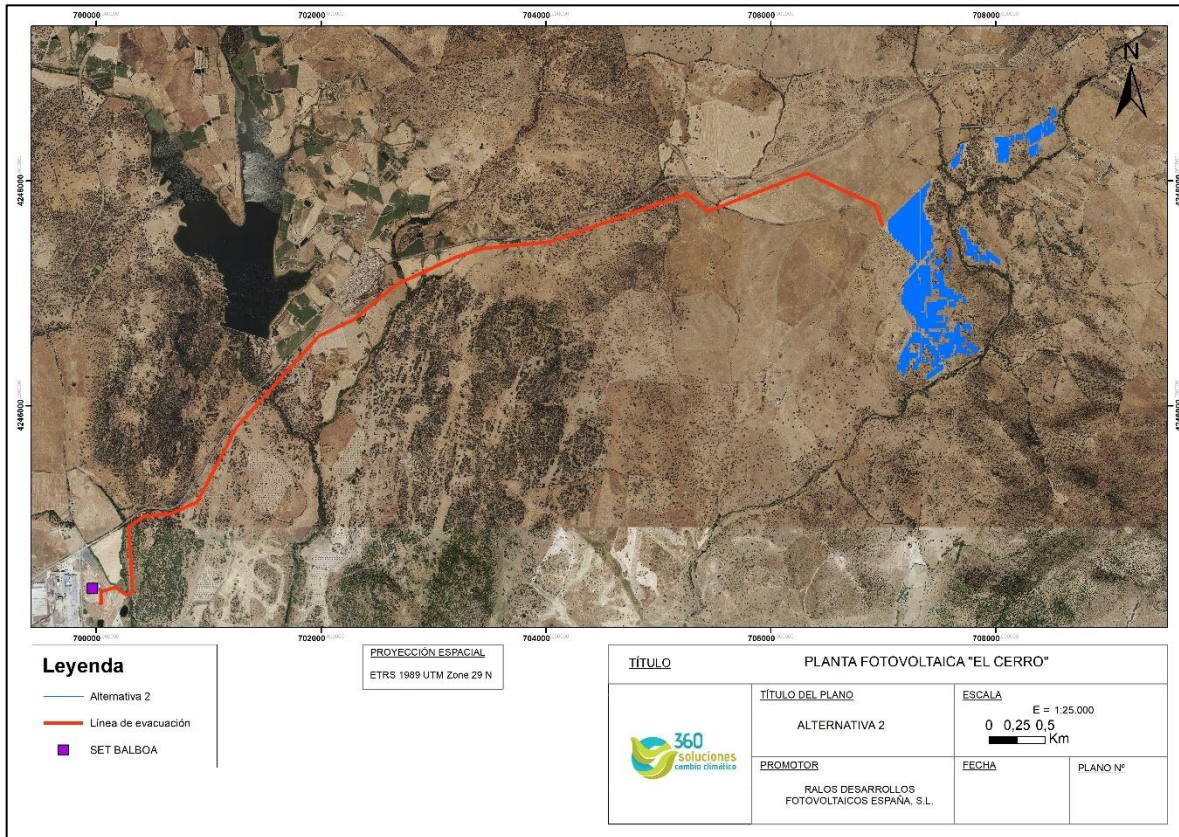 700000
702000
704000
706000
708000
N
4248000
4248000
4246000
4246000
700000
702000
704000
706000
708000
Leyenda
Alternativa 2
Línea de evacuación
SET BALBOA
PROYECCIÓN ESPACIAL
ETRS 1989 UTM Zone 29 N
TÍTULO
PLANTA FOTOVOLTAICA "EL CERRO"
360
soluciones
cambio climático
TÍTULO DEL PLANO
ALTERNATIVA 2
ESCALA
E = 1:25.000
0 0,25 0,5
Km
PROMOTOR
RALOS DESARROLLOS
FOTOVOLTAICOS ESPAÑA, S.L.
FECHA
PLANO Nº